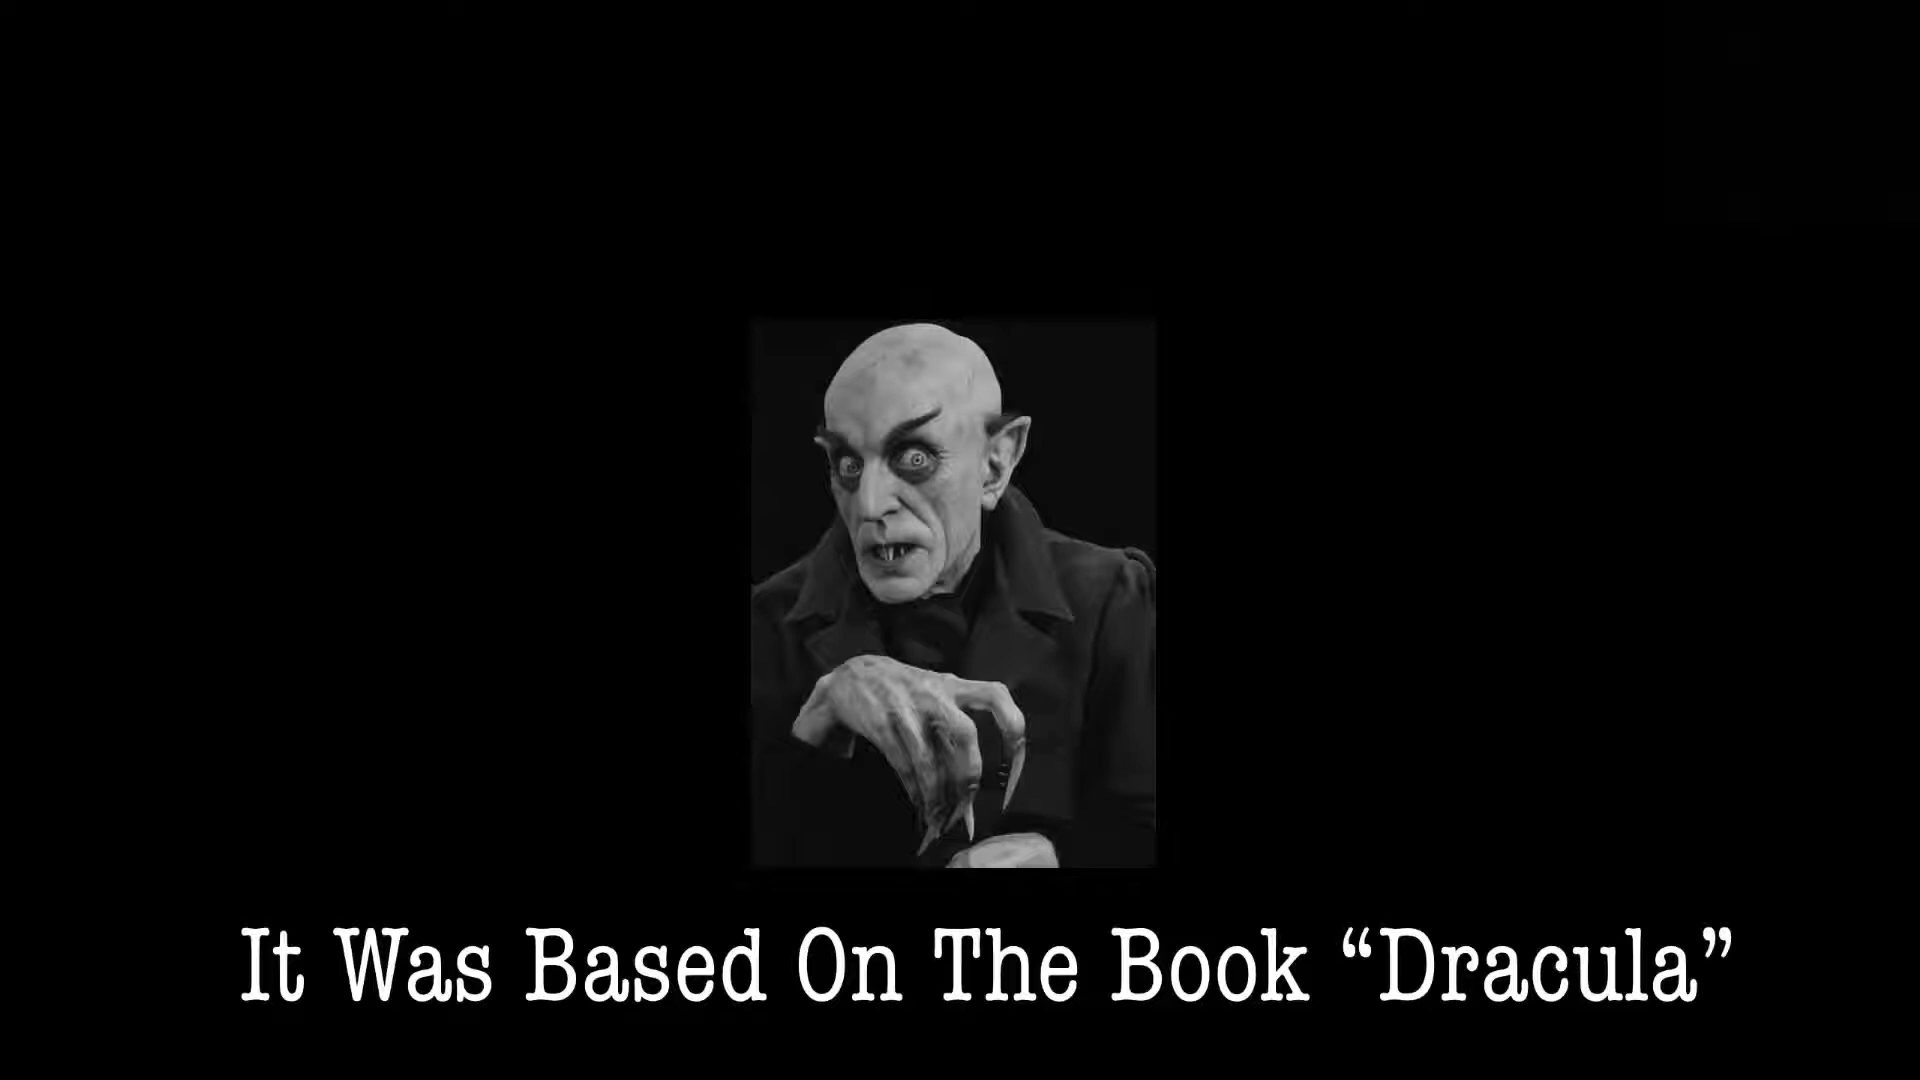 It Was Based On The Book “Dracula”